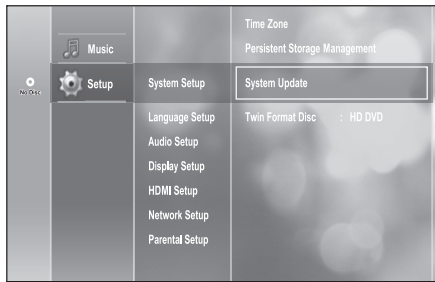 No Disc
Music
Setup
System Setup
Language Setup
Audio Setup
Display Setup
HDMI Setup
Network Setup
Parental Setup
Time Zone
Persistent Storage Management
System Update
Twin Format Disc : HD DVD